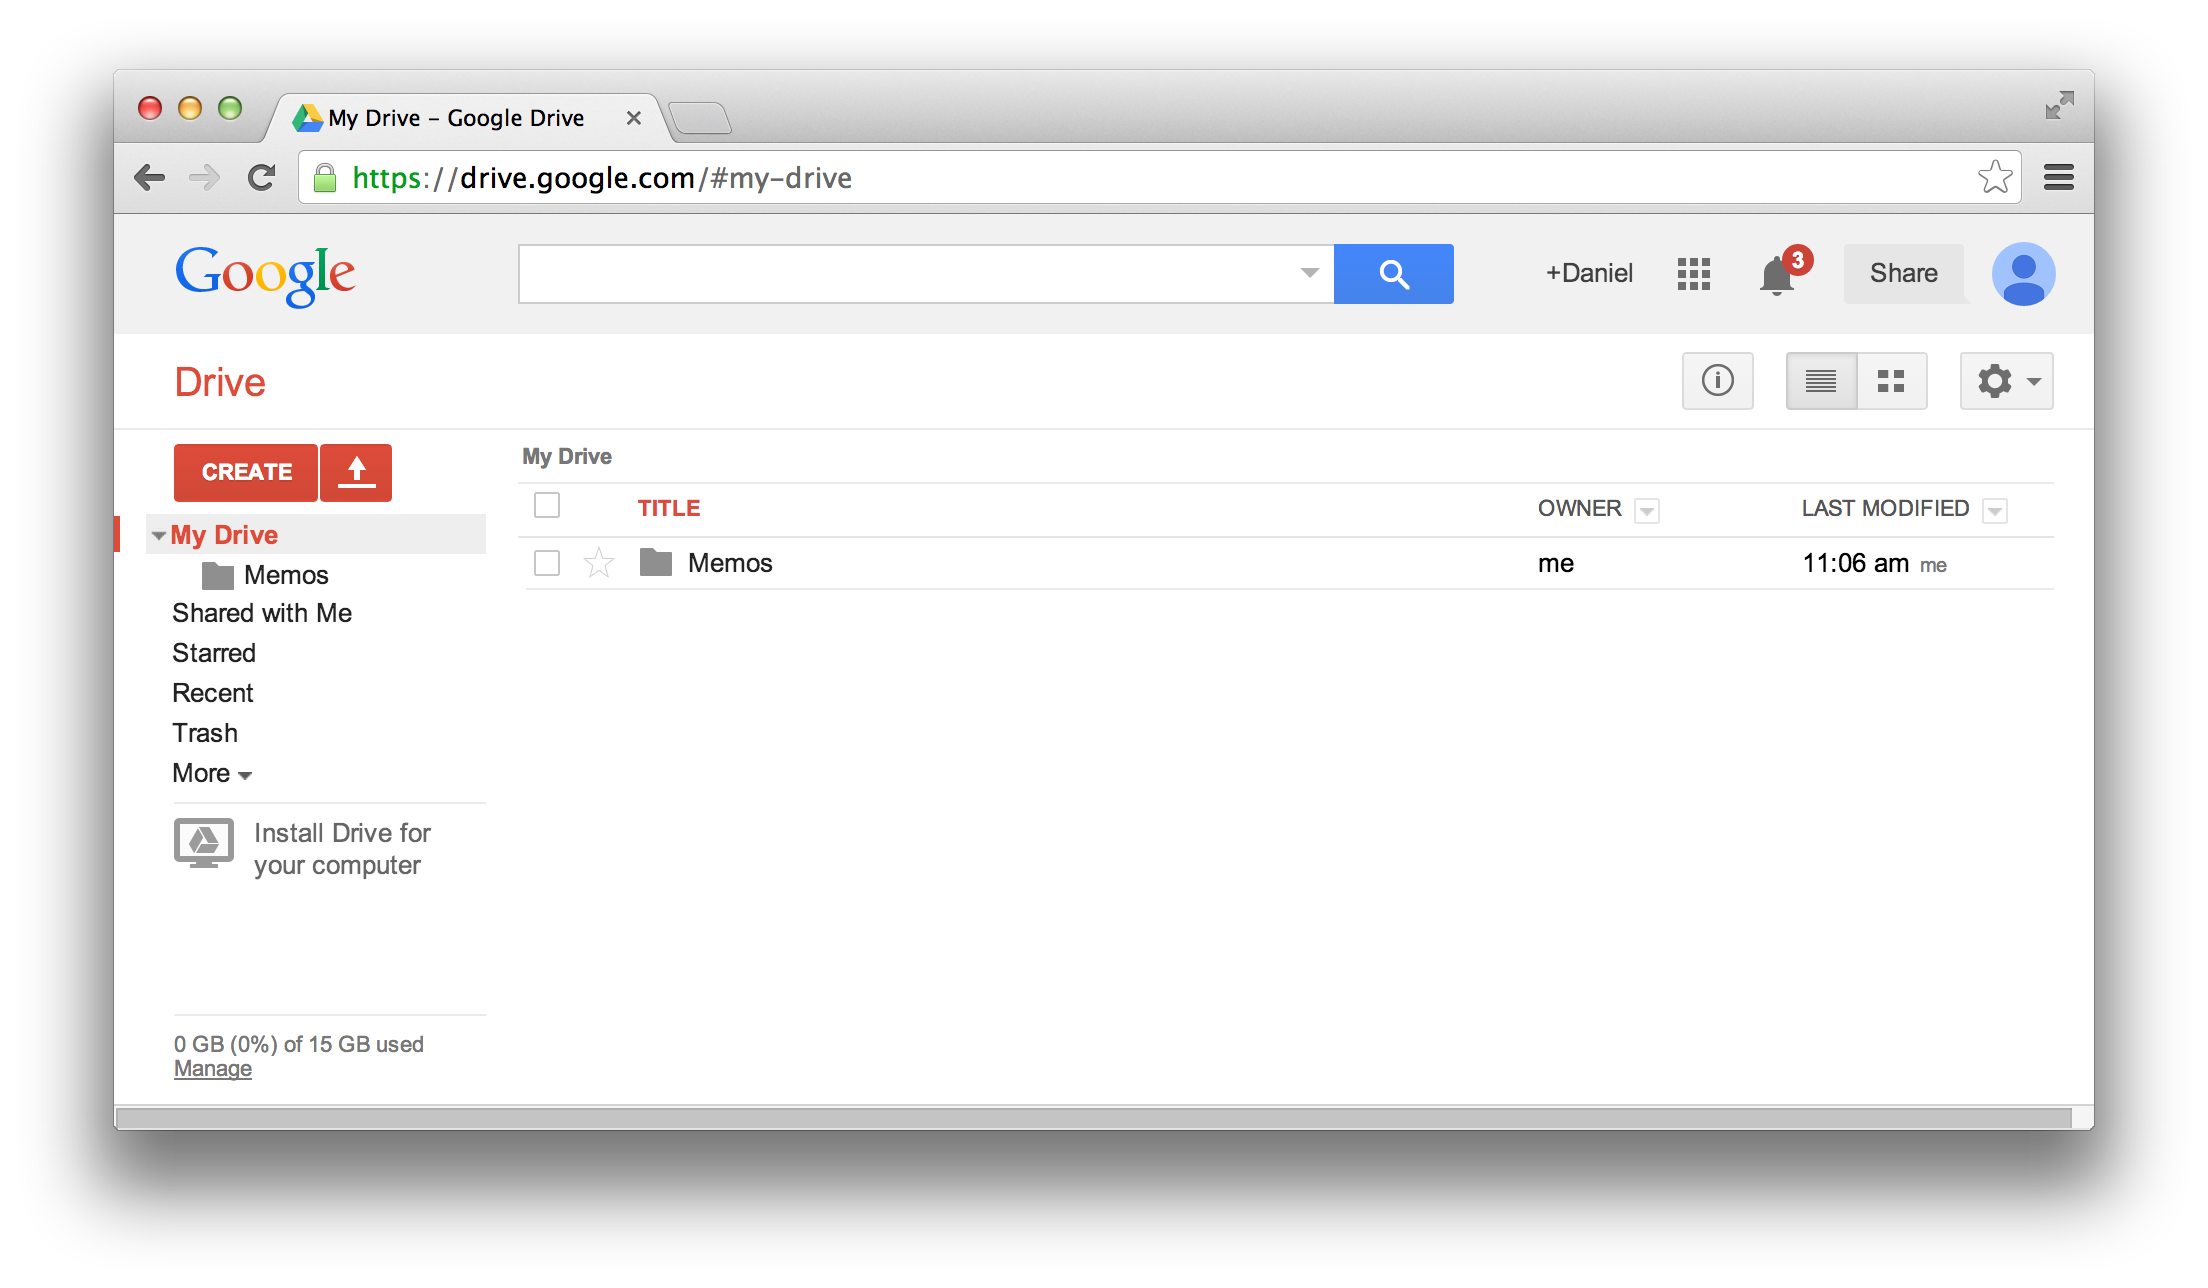 My Drive – Google Drive
https://drive.google.com/#my-drive
Google
+Daniel
3
Share
Drive
CREATE
My Drive
Memos
Shared with Me
Starred
Recent
Trash
More
Install Drive for
your computer
0 GB (0%) of 15 GB used
Manage
My Drive
TITLE OWNER LAST MODIFIED
Memos me 11:06 am me